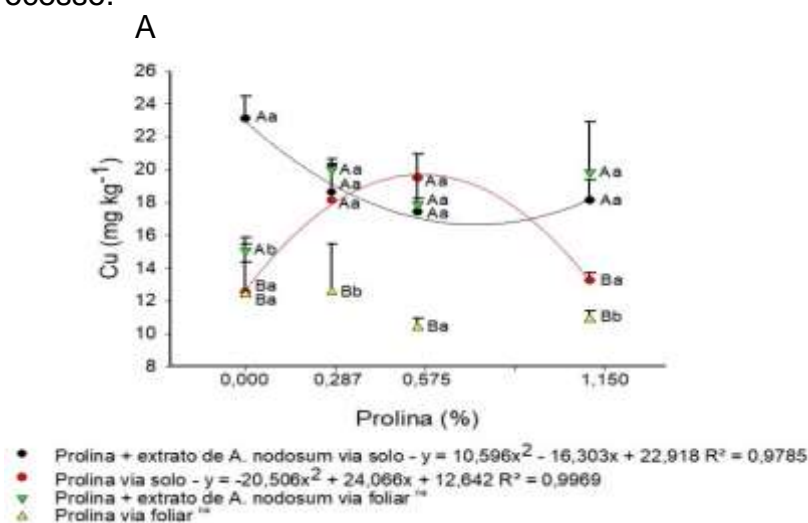 A
26
24
22
20
18
16
14
12
10
8
Cu (mg kg⁻¹)
Aa
Ab
Ba
Ba
Aa
Aa
Aa
Bb
Aa
Aa
Aa
Ba
Aa
Aa
Ba
Bb
0,000 0,287 0,575 1,150
Prolina (%)
Prolina + extrato de A. nodosum via solo - y = 10,596x² - 16,303x + 22,918 R² = 0,9785
Prolina via solo - y = -20,506x² + 24,066x + 12,642 R² = 0,9969
Prolina + extrato de A. nodosum via foliar ns
Prolina via foliar ns